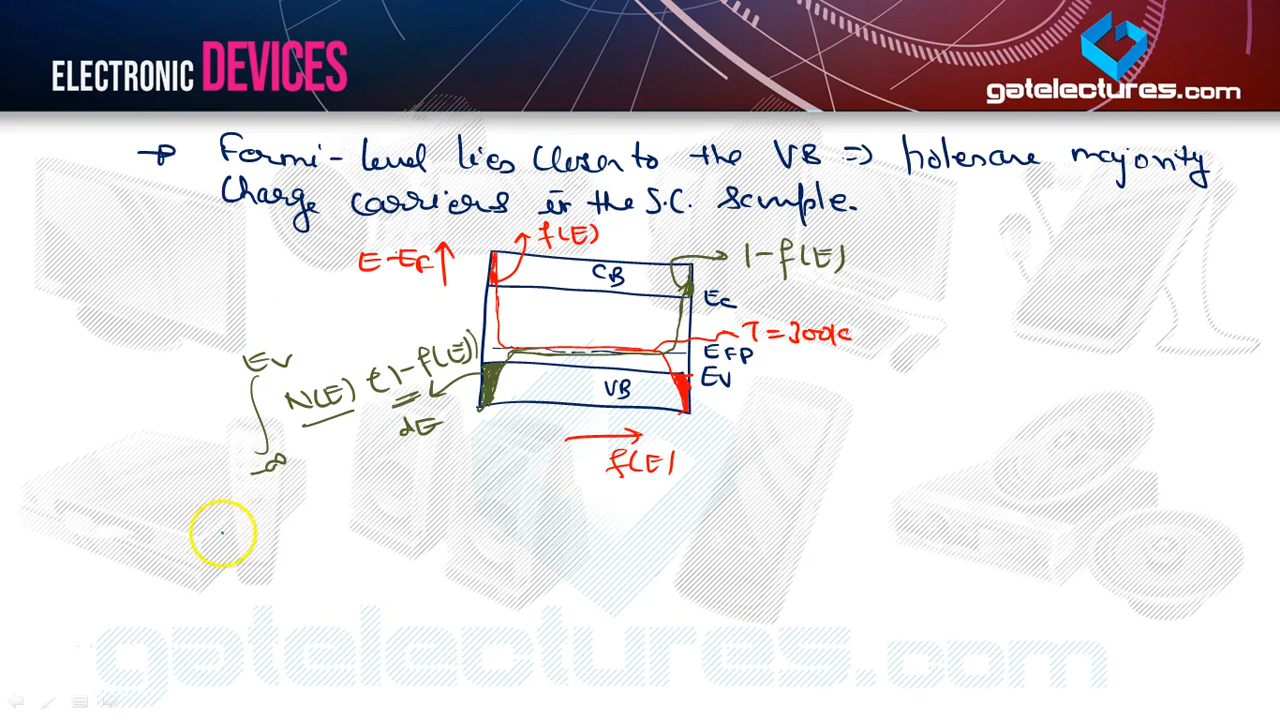 ELECTRONIC DEVICES
gatelectures.com
→ Fermi-level lies closer to the VB ⇒ holes are majority
charge carriers in the S.C. sample.
E-EF ↑
f(E)
1-f(E)
CB
EC
T=300K
EFP
EV
VB
∫ EV -∞ N(E) (1-f(E)) dE
f(E)
gatelectures.com